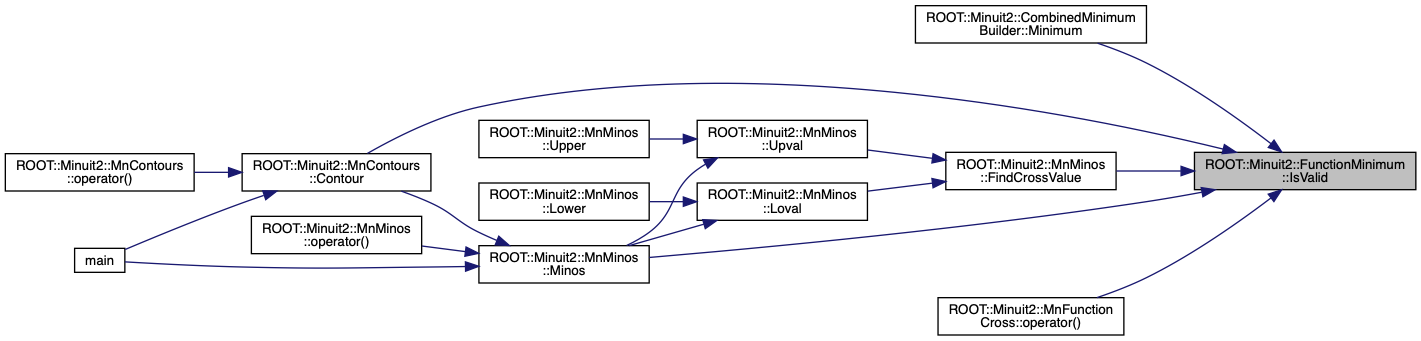 ROOT::Minuit2::CombinedMinimum
Builder::Minimum
ROOT::Minuit2::MnMinos
::Upper
ROOT::Minuit2::MnMinos
::Upval
ROOT::Minuit2::MnContours
::operator()
ROOT::Minuit2::MnContours
::Contour
ROOT::Minuit2::MnMinos
::FindCrossValue
ROOT::Minuit2::FunctionMinimum
::IsValid
ROOT::Minuit2::MnMinos
::Lower
ROOT::Minuit2::MnMinos
::Loval
ROOT::Minuit2::MnMinos
::operator()
main
ROOT::Minuit2::MnMinos
::Minos
ROOT::Minuit2::MnFunction
Cross::operator()